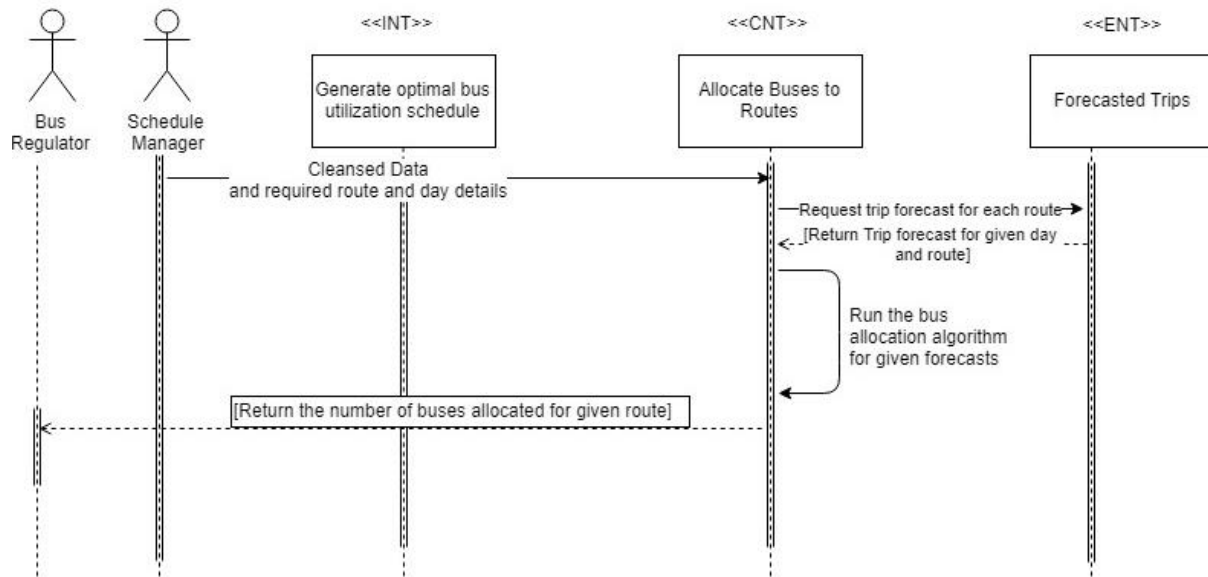 <<INT>>
<<CNT>>
<<ENT>>
Generate optimal bus
utilization schedule
Allocate Buses to
Routes
Forecasted Trips
Bus
Regulator
Schedule
Manager
Cleansed Data
and required route and day details
Request trip forecast for each route
[Return Trip forecast for given day
and route]
Run the bus
allocation algorithm
for given forecasts
[Return the number of buses allocated for given route]